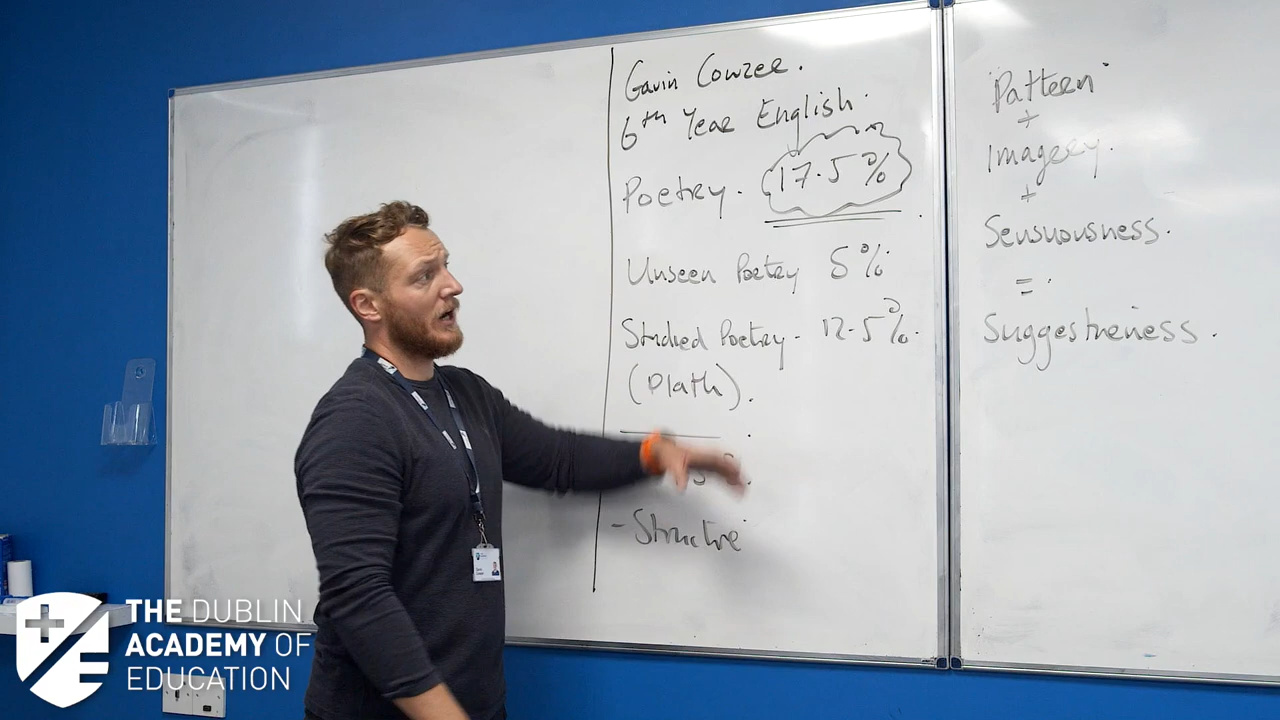 Gavin Cowzer.
6th Year English.
Poetry. 17.5%
Unseen Poetry 5%
Studied Poetry - 12.5%.
(Plath).
- Structure
"Pattern"
+
Imagery.
+
Sensuousness.
=
Suggestiveness.
THE DUBLIN
ACADEMY OF
EDUCATION